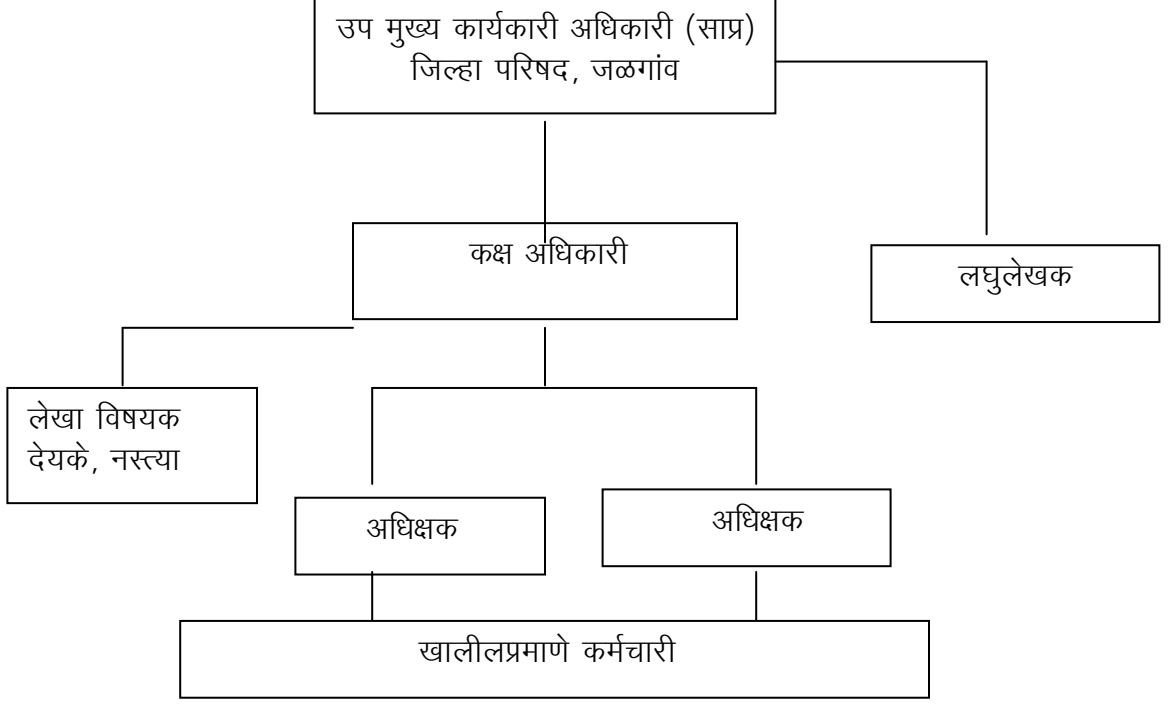 उप मुख्य कार्यकारी अधिकारी (साप्र)
जिल्हा परिषद, जळगांव
कक्ष अधिकारी
लघुलेखक
लेखा विषयक
देयके, नस्त्या
अधिक्षक
अधिक्षक
खालीलप्रमाणे कर्मचारी